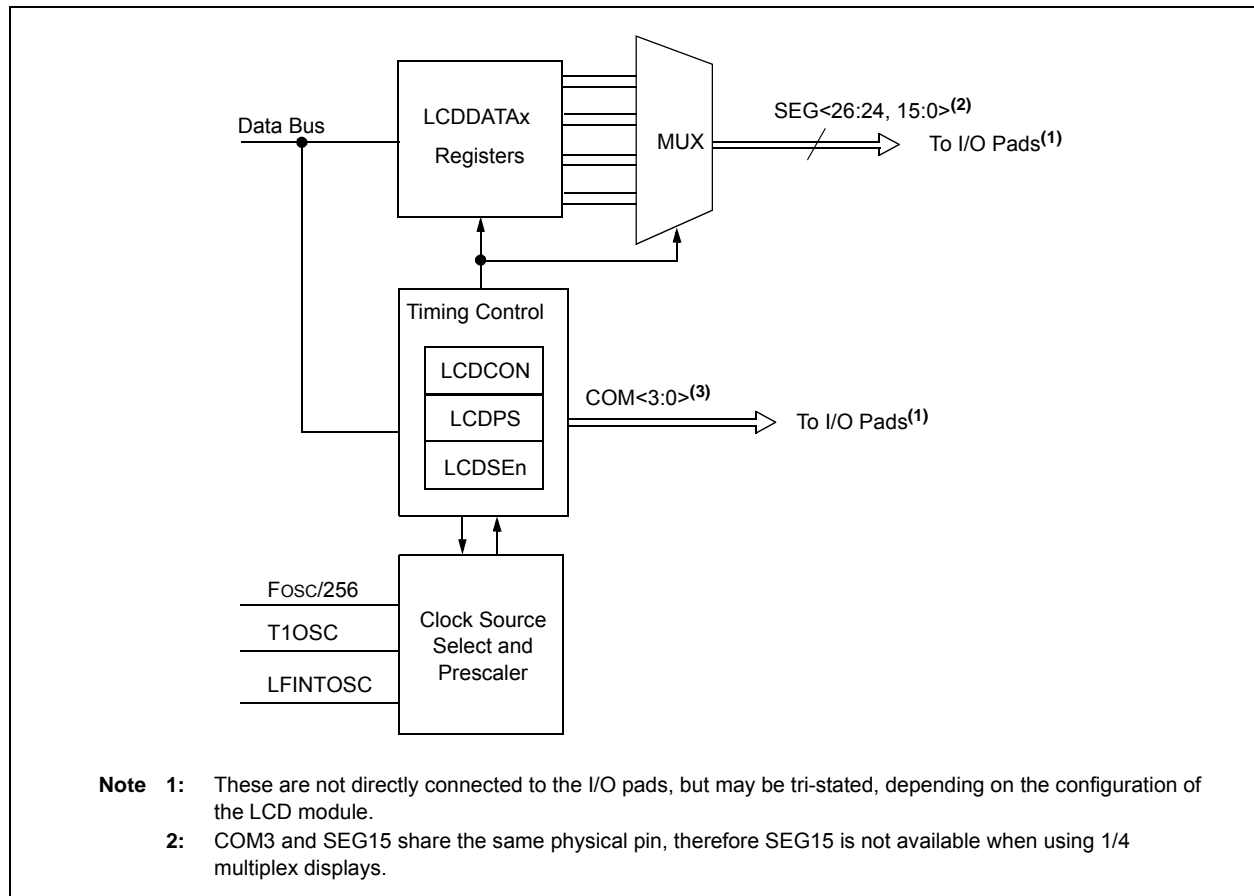 LCDDATAx
Registers
MUX
Data Bus
SEG<26:24, 15:0>(2)
To I/O Pads(1)
Timing Control
LCDCON
LCDPS
LCDSEn
COM<3:0>(3)
To I/O Pads(1)
FOSC/256
T1OSC
LFINTOSC
Clock Source
Select and
Prescaler
Note 1: These are not directly connected to the I/O pads, but may be tri-stated, depending on the configuration of
the LCD module.
2: COM3 and SEG15 share the same physical pin, therefore SEG15 is not available when using 1/4
multiplex displays.